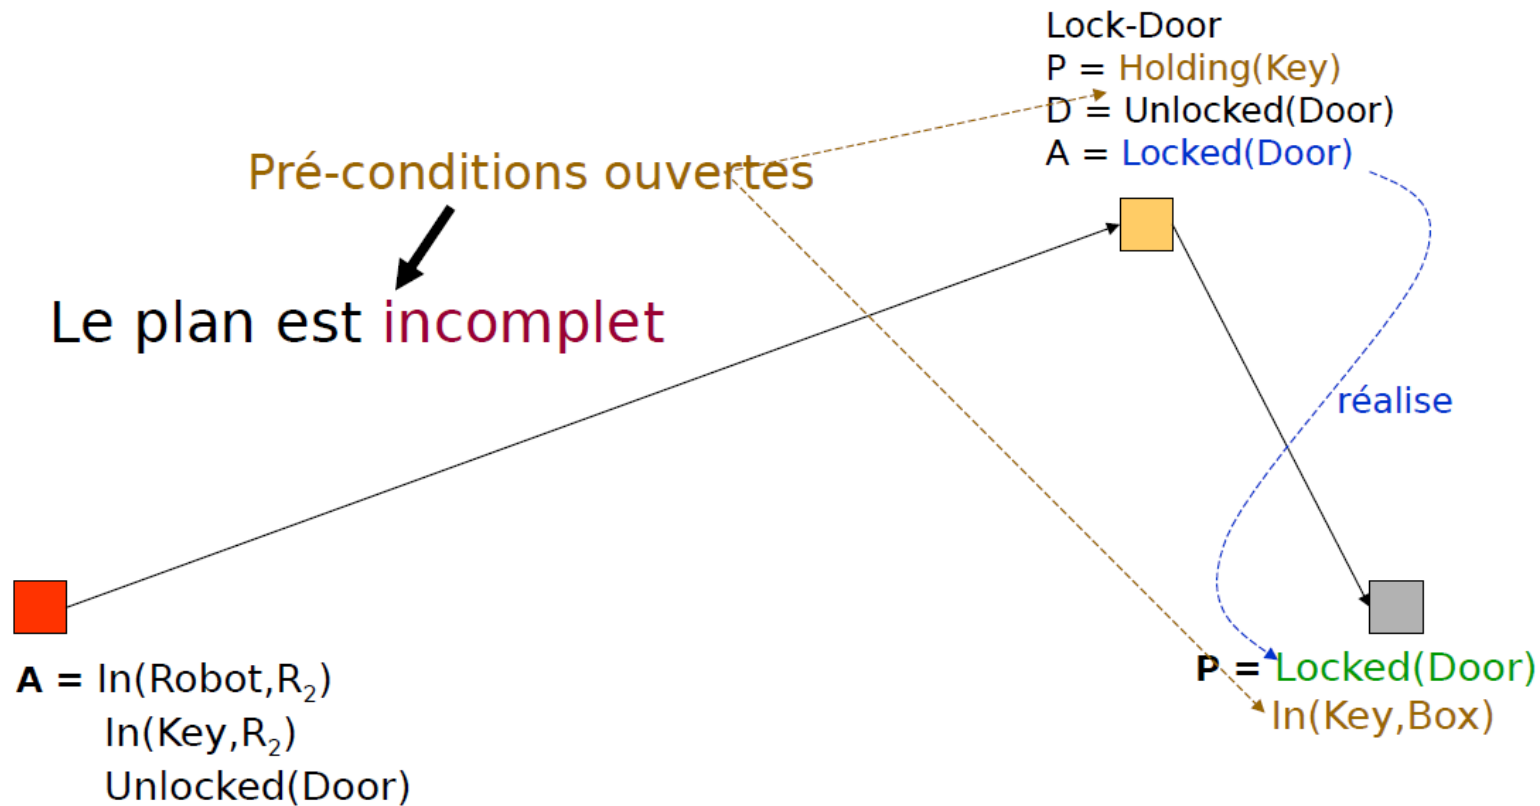 Lock-Door
P = Holding(Key)
D = Unlocked(Door)
A = Locked(Door)
Pré-conditions ouvertes
Le plan est incomplet
réalise
A = In(Robot,R₂)
In(Key,R₂)
Unlocked(Door)
P = Locked(Door)
In(Key,Box)